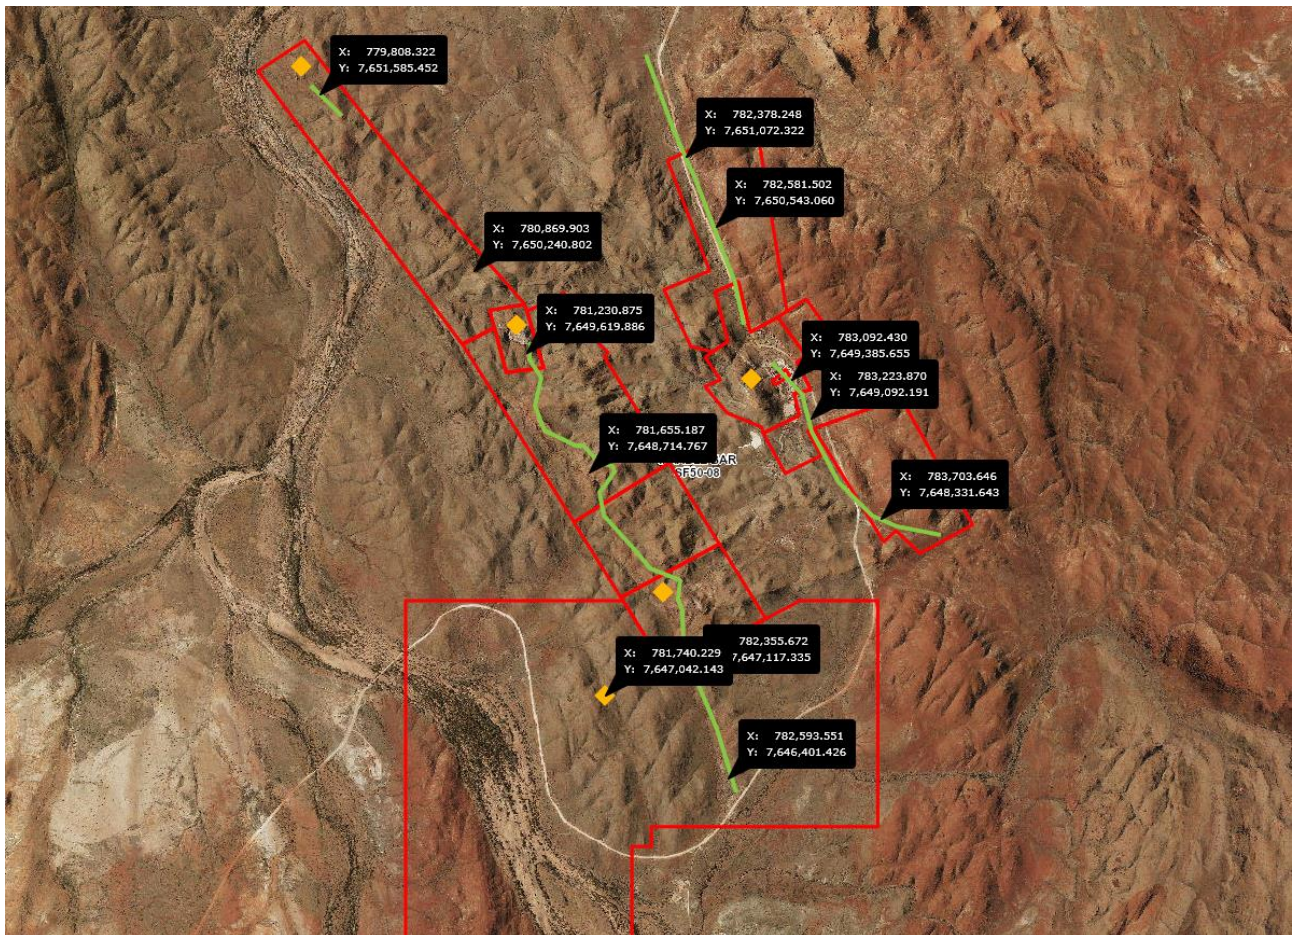 X: 779,808.322
Y: 7,651,585.452
X: 782,378.248
Y: 7,651,072.322
X: 782,581.502
Y: 7,650,543.060
X: 780,869.903
Y: 7,650,240.802
X: 781,230.875
Y: 7,649,619.886
X: 783,092.430
Y: 7,649,385.655
X: 783,223.870
Y: 7,649,092.191
X: 781,655.187
Y: 7,648,714.767
AR
SF50-08
X: 783,703.646
Y: 7,648,331.643
X: 781,740.229
Y: 7,647,042.143
782,355.672
7,647,117.335
X: 782,593.551
Y: 7,646,401.426